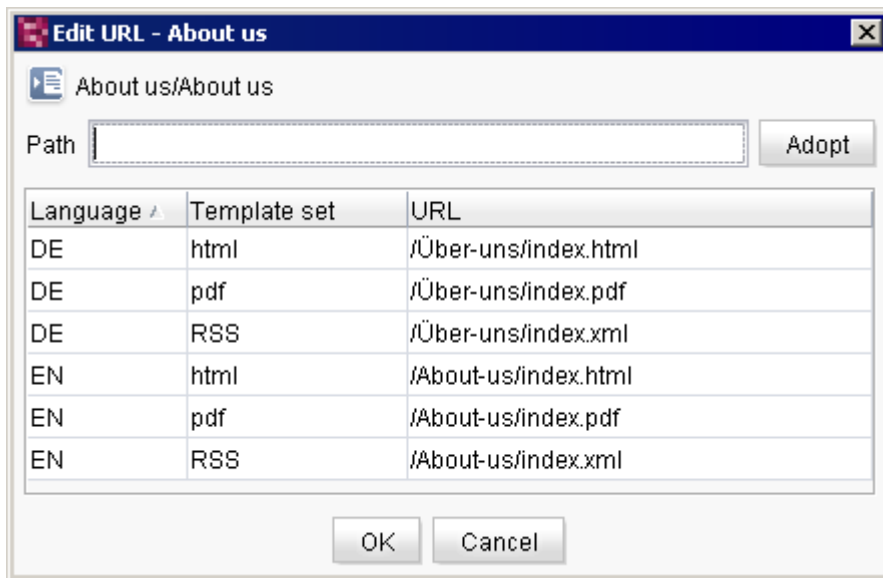 Edit URL - About us
About us/About us
Path Adopt
Language Template set URL
DE html /Über-uns/index.html
DE pdf /Über-uns/index.pdf
DE RSS /Über-uns/index.xml
EN html /About-us/index.html
EN pdf /About-us/index.pdf
EN RSS /About-us/index.xml
OK Cancel